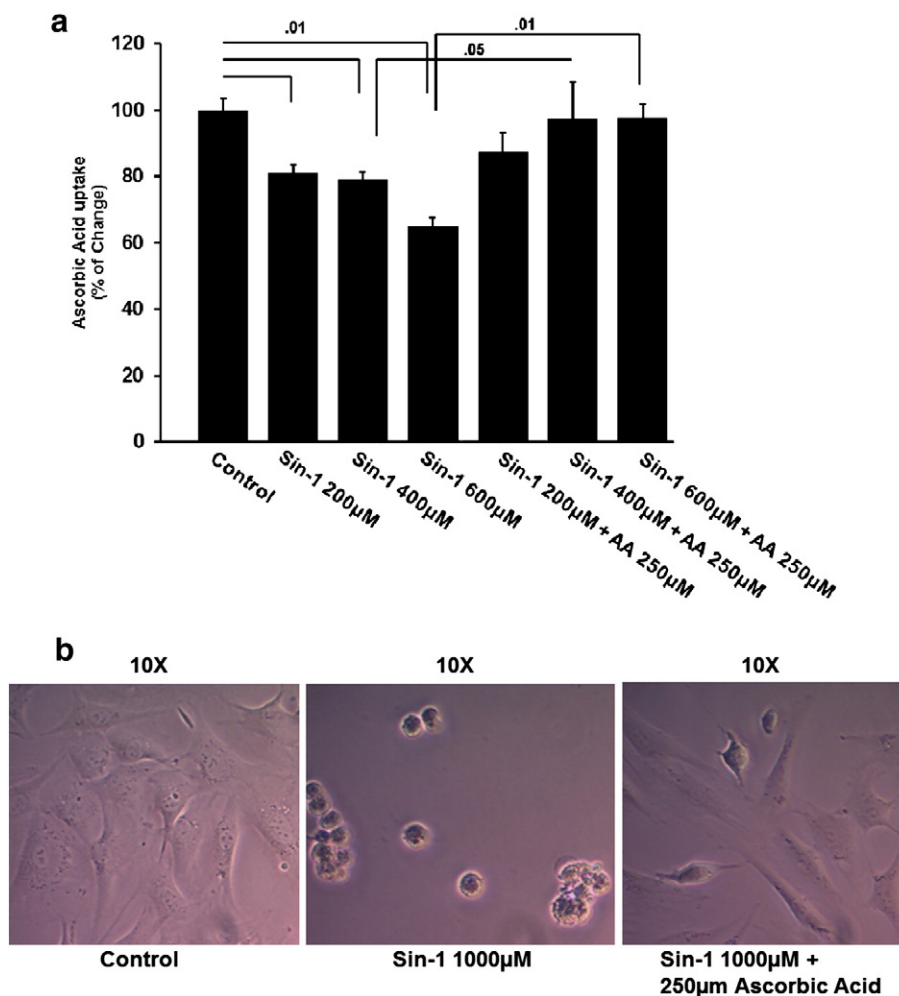 a
.01
.01
.05
120
100
80
60
40
20
0
Ascorbic Acid uptake
(% of Change)
Control
Sin-1 200µM
Sin-1 400µM
Sin-1 600µM
Sin-1 200µM + AA 250µM
Sin-1 400µM + AA 250µM
Sin-1 600µM + AA 250µM
b
10X
10X
10X
Control
Sin-1 1000µM
Sin-1 1000µM +
250µm Ascorbic Acid